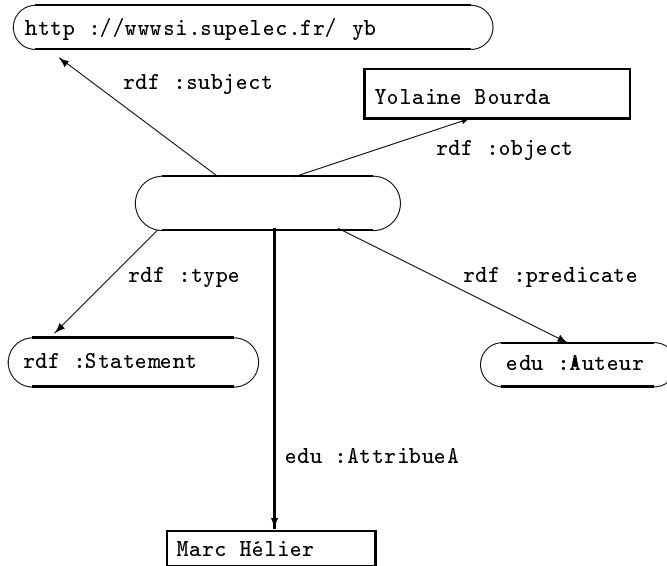 http ://wwwsi.supelec.fr/ yb
rdf :subject
Yolaine Bourda
rdf :object
rdf :type
rdf :predicate
rdf :Statement
edu :Auteur
edu :AttribueA
Marc Hélier